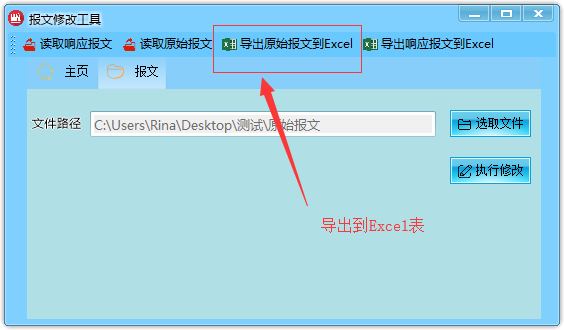 报文修改工具
读取响应报文 读取原始报文 导出原始报文到Excel 导出响应报文到Excel
主页 报文
文件路径 C:\Users\Rina\Desktop\测试\原始报文 选取文件
执行修改
导出到Excel表